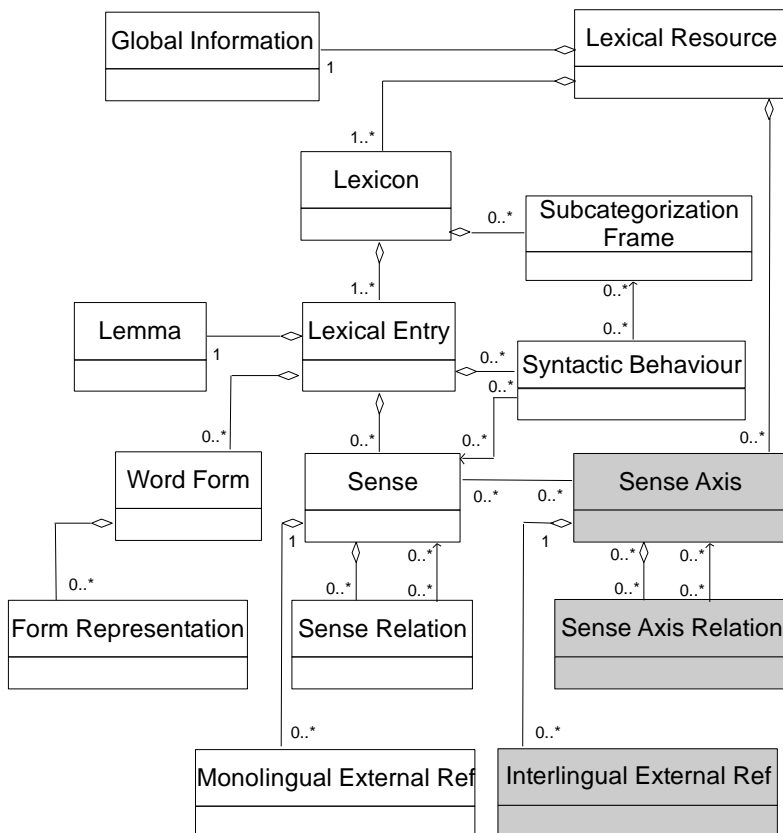 Global Information
Lexical Resource
1
1..*
Lexicon
0..*
Subcategorization
Frame
1..*
0..*
Lemma
1
Lexical Entry
0..*
0..*
Syntactic Behaviour
0..*
0..*
0..*
0..*
0..*
Word Form
Sense
0..*
0..*
Sense Axis
1
0..*
1
0..*
0..*
0..*
0..*
0..*
0..*
0..*
Form Representation
Sense Relation
Sense Axis Relation
0..*
0..*
Monolingual External Ref
Interlingual External Ref